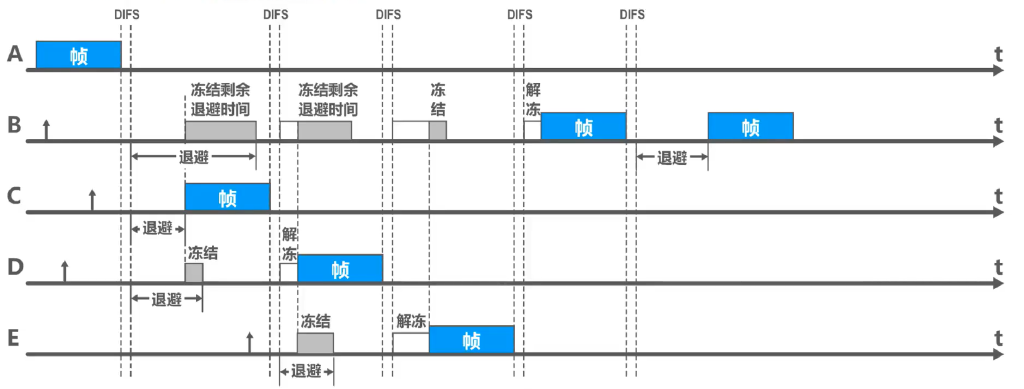 DIFS DIFS DIFS DIFS DIFS
A 帧 t
冻结剩余 冻结剩余 冻 解
退避时间 退避时间 结 冻
B 帧 帧 t
退避 退避
C 帧 t
退避 解
冻结 冻
D 帧 t
退避
冻结 解冻
E 帧 t
退避